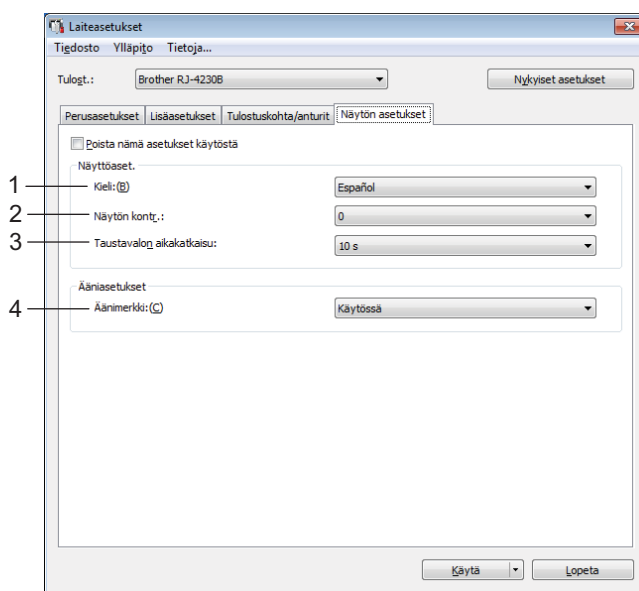 Laiteasetukset
Tiedosto Ylläpito Tietoja...
Tulost.: Brother RJ-4230B Nykyiset asetukset
Perusasetukset Lisäasetukset Tulostuskohta/anturit Näytön asetukset
Poista nämä asetukset käytöstä
Näyttöaset.
1 Kieli:(B) Español
2 Näytön kontr.: 0
3 Taustavalon aikakatkaisu: 10 s
Ääniasetukset
4 Äänimerkki:(C) Käytössä
Käytä Lopeta